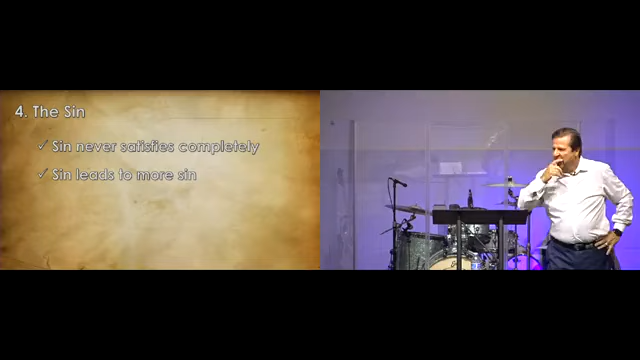 4. The Sin
✓ Sin never satisfies completely
✓ Sin leads to more sin